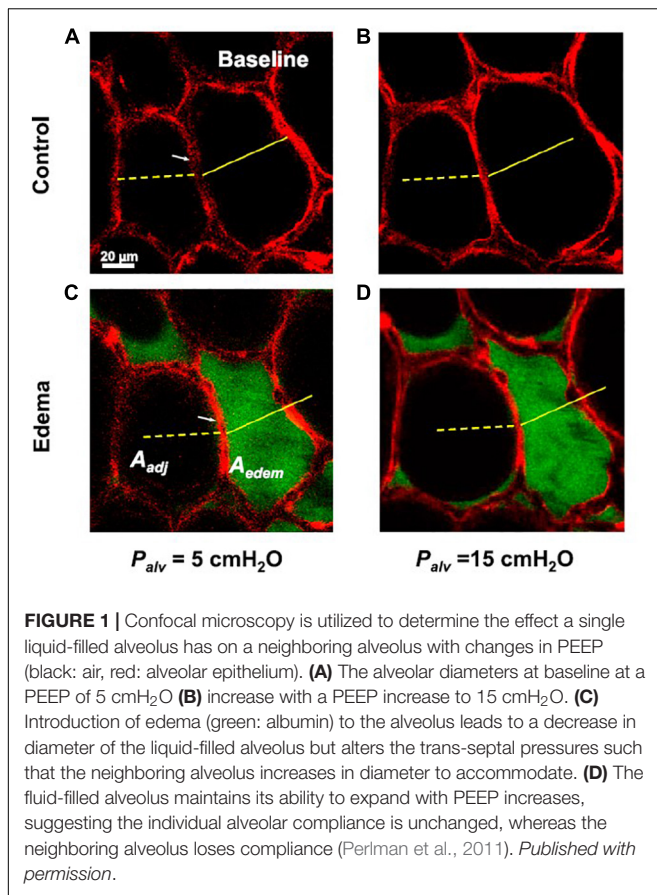 A
B
Baseline
Control
20 µm
C
D
Edema
A_adj
A_edem
P_alv = 5 cmH₂O
P_alv =15 cmH₂O
FIGURE 1 | Confocal microscopy is utilized to determine the effect a single
liquid-filled alveolus has on a neighboring alveolus with changes in PEEP
(black: air, red: alveolar epithelium). (A) The alveolar diameters at baseline at a
PEEP of 5 cmH₂O (B) increase with a PEEP increase to 15 cmH₂O. (C)
Introduction of edema (green: albumin) to the alveolus leads to a decrease in
diameter of the liquid-filled alveolus but alters the trans-septal pressures such
that the neighboring alveolus increases in diameter to accommodate. (D) The
fluid-filled alveolus maintains its ability to expand with PEEP increases,
suggesting the individual alveolar compliance is unchanged, whereas the
neighboring alveolus loses compliance (Perlman et al., 2011). Published with
permission.